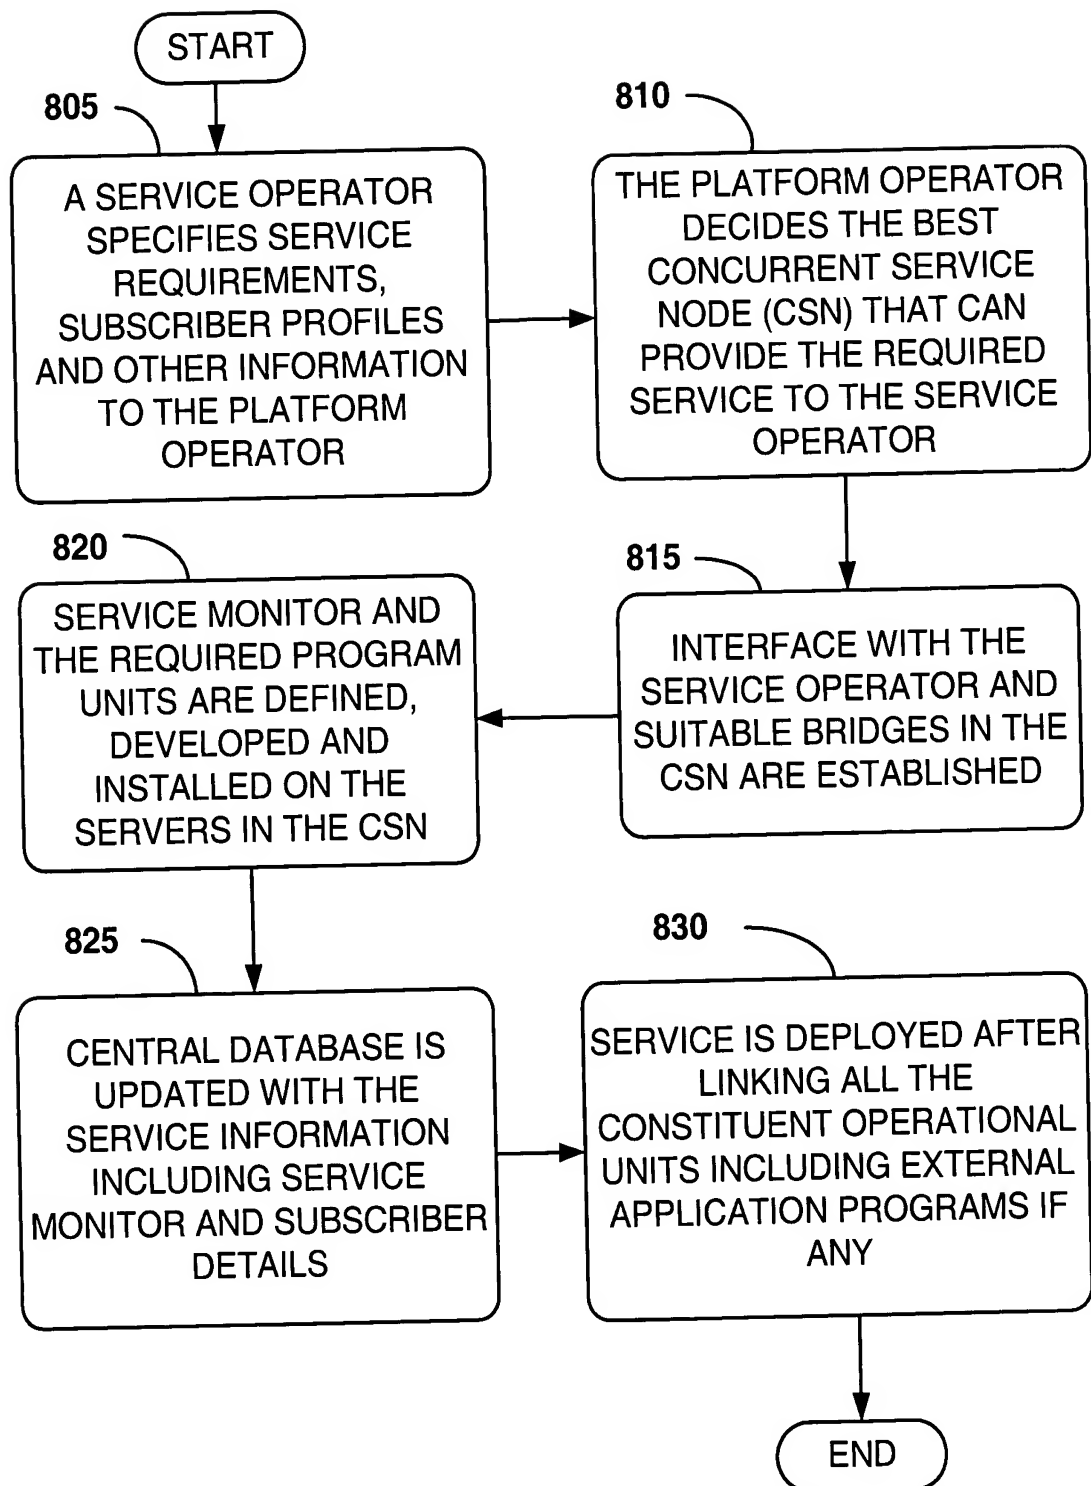 START
805
A SERVICE OPERATOR
SPECIFIES SERVICE
REQUIREMENTS,
SUBSCRIBER PROFILES
AND OTHER INFORMATION
TO THE PLATFORM
OPERATOR
810
THE PLATFORM OPERATOR
DECIDES THE BEST
CONCURRENT SERVICE
NODE (CSN) THAT CAN
PROVIDE THE REQUIRED
SERVICE TO THE SERVICE
OPERATOR
815
INTERFACE WITH THE
SERVICE OPERATOR AND
SUITABLE BRIDGES IN THE
CSN ARE ESTABLISHED
820
SERVICE MONITOR AND
THE REQUIRED PROGRAM
UNITS ARE DEFINED,
DEVELOPED AND
INSTALLED ON THE
SERVERS IN THE CSN
825
CENTRAL DATABASE IS
UPDATED WITH THE
SERVICE INFORMATION
INCLUDING SERVICE
MONITOR AND SUBSCRIBER
DETAILS
830
SERVICE IS DEPLOYED AFTER
LINKING ALL THE
CONSTITUENT OPERATIONAL
UNITS INCLUDING EXTERNAL
APPLICATION PROGRAMS IF
ANY
END